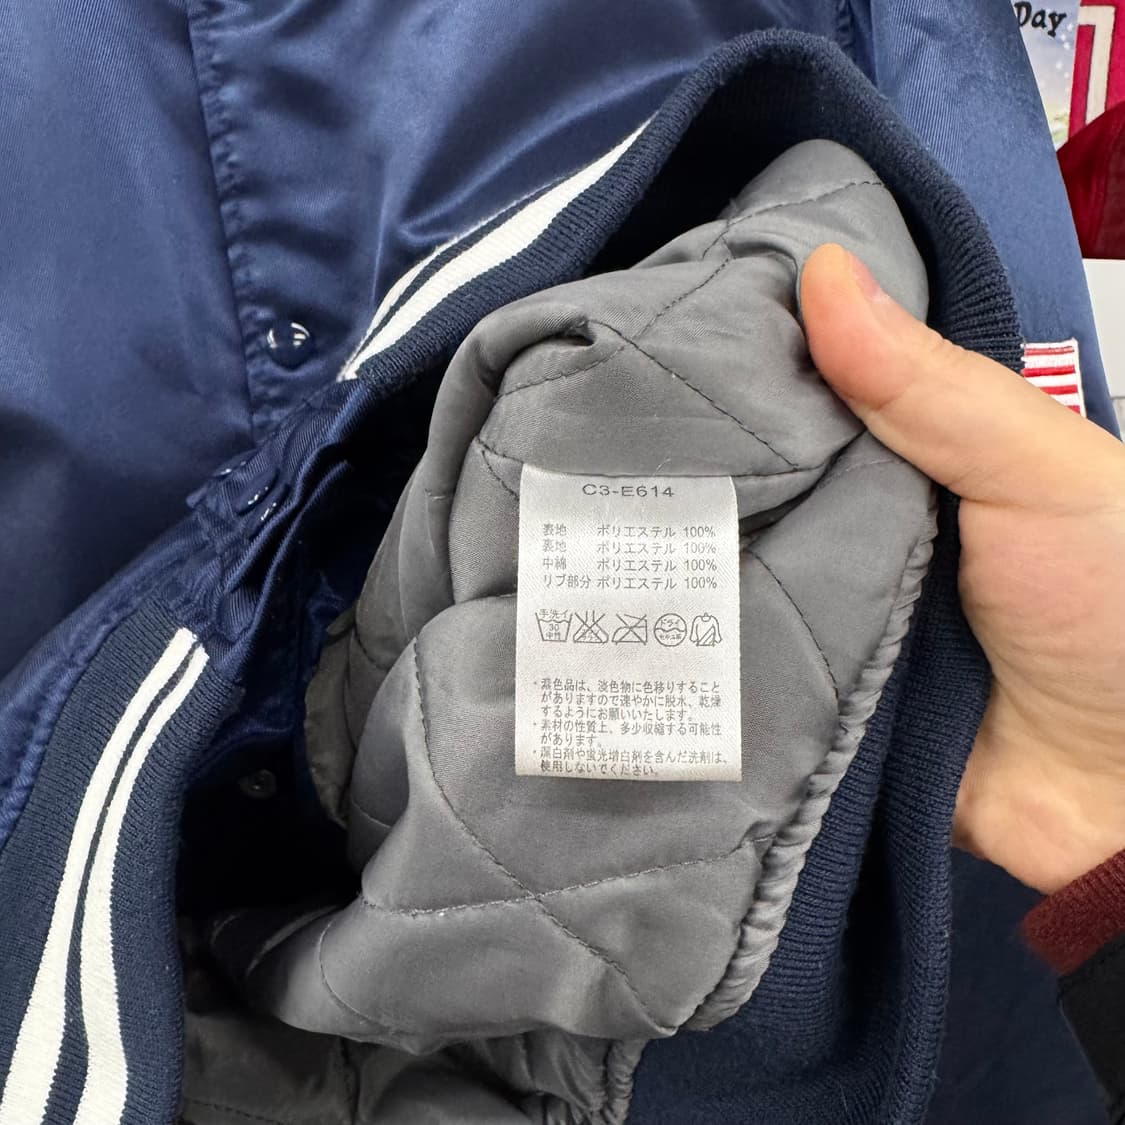 Day
C3-E614
表地 ポリエステル 100%
裏地 ポリエステル 100%
中綿 ポリエステル 100%
リブ部分 ポリエステル 100%
手洗イ
30
中性
ドライ
セキユ系
・濃色品は、淡色物に色移りすること
がありますので速やかに脱水、乾燥
するようにお願いいたします。
・素材の性質上、多少収縮する可能性
があります。
・漂白剤や蛍光増白剤を含んだ洗剤は、
使用しないでください。